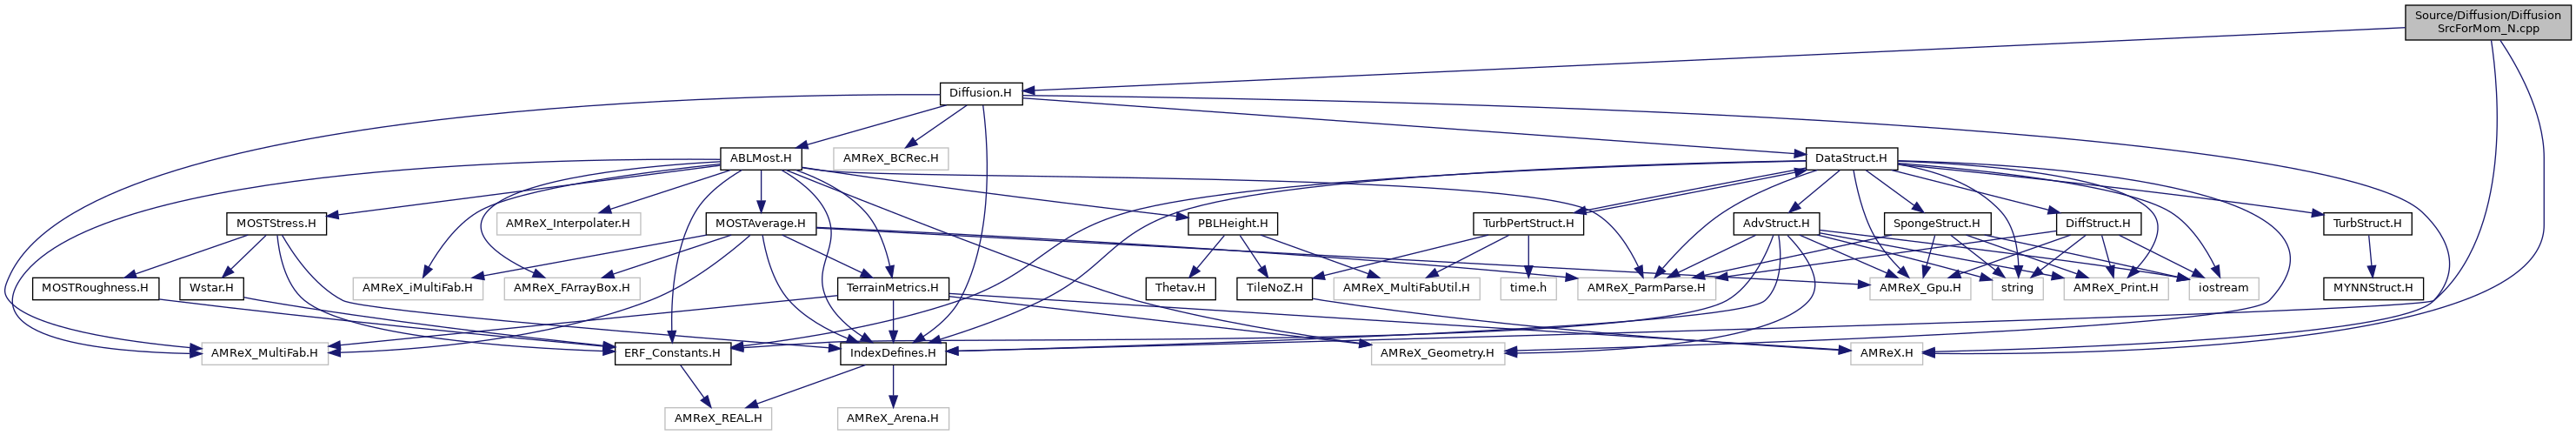 Source/Diffusion/Diffusion
SrcForMom_N.cpp
Diffusion.H
ABLMost.H
AMReX_BCRec.H
DataStruct.H
MOSTStress.H
AMReX_Interpolater.H
MOSTAverage.H
PBLHeight.H
TurbPertStruct.H
AdvStruct.H
SpongeStruct.H
DiffStruct.H
TurbStruct.H
MOSTRoughness.H
Wstar.H
AMReX_iMultiFab.H
AMReX_FArrayBox.H
TerrainMetrics.H
Thetav.H
TileNoZ.H
AMReX_MultiFabUtil.H
time.h
AMReX_ParmParse.H
AMReX_Gpu.H
string
AMReX_Print.H
iostream
MYNNStruct.H
AMReX_MultiFab.H
ERF_Constants.H
IndexDefines.H
AMReX_Geometry.H
AMReX.H
AMReX_REAL.H
AMReX_Arena.H